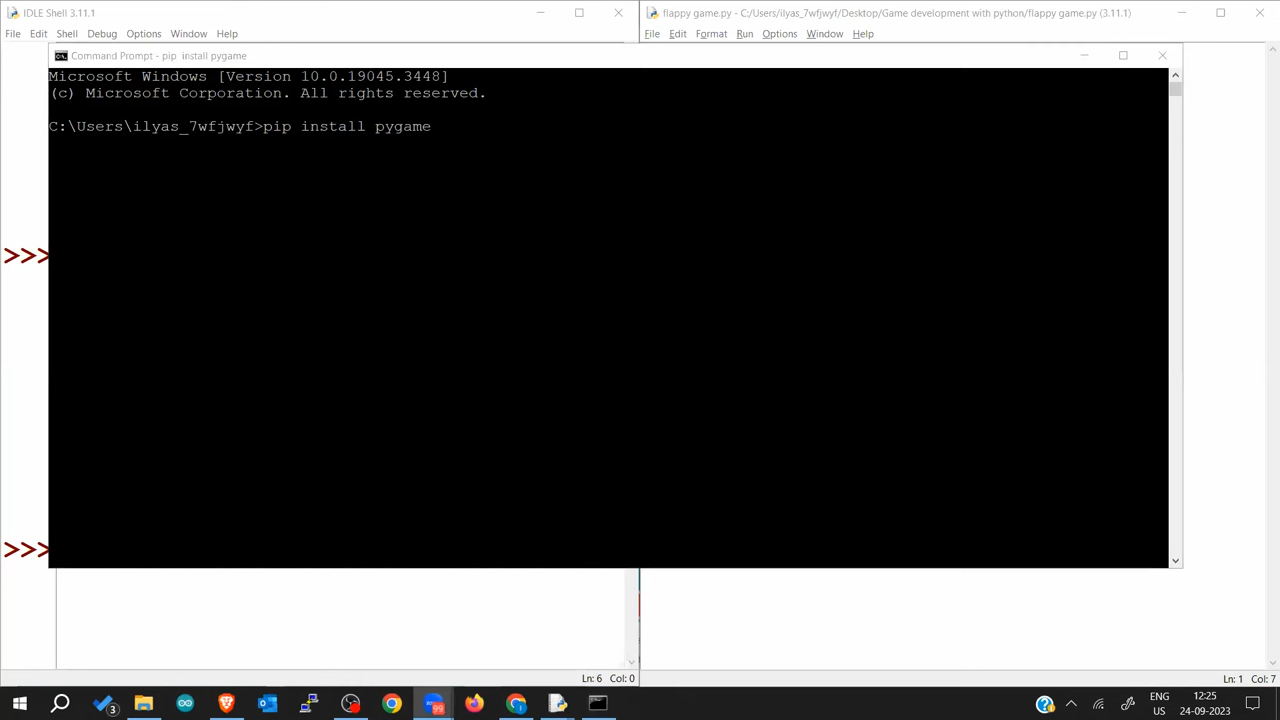 IDLE Shell 3.11.1
File Edit Shell Debug Options Window Help
flappy game.py - C:/Users/ilyas_7wfjwyf/Desktop/Game development with python/flappy game.py (3.11.1)
File Edit Format Run Options Window Help
Command Prompt - pip  install pygame
Microsoft Windows [Version 10.0.19045.3448]
(c) Microsoft Corporation. All rights reserved.
C:\Users\ilyas_7wfjwyf>pip install pygame
>>>
>>>
Ln: 6 Col: 0
Ln: 1 Col: 7
3
99
ENG
US
12:25
24-09-2023